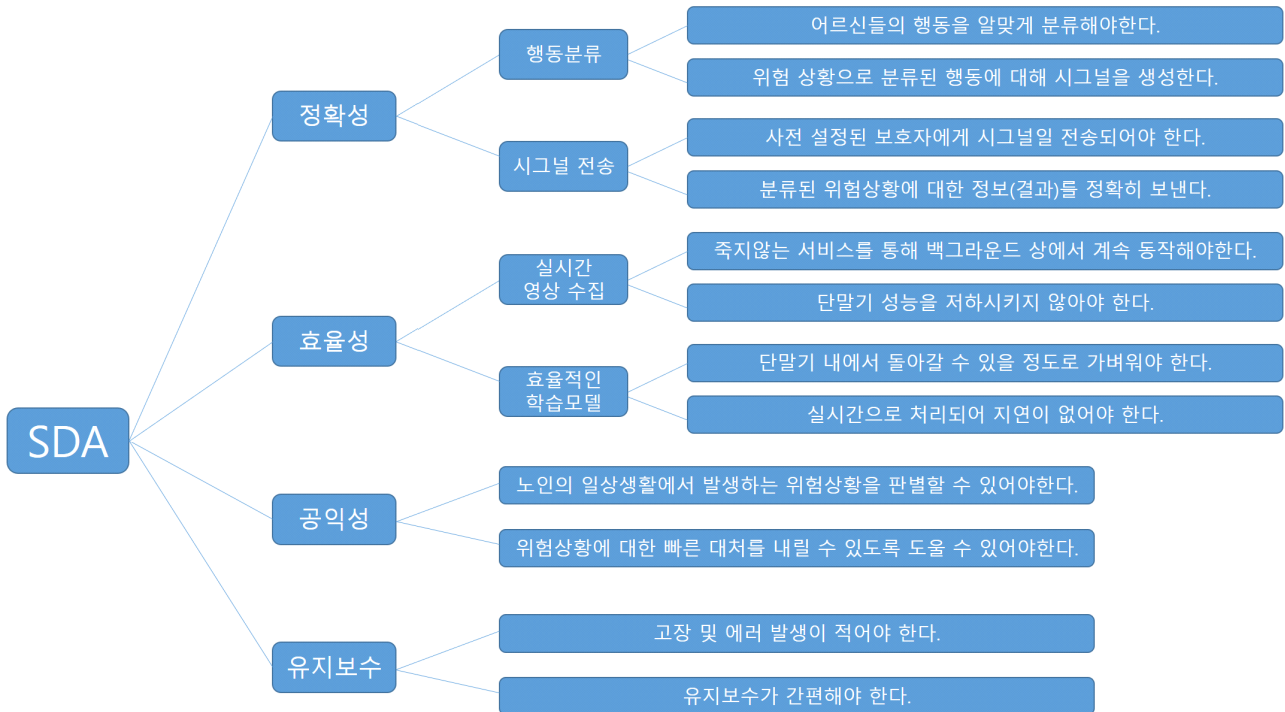 SDA
정확성
행동분류
어르신들의 행동을 알맞게 분류해야한다.
위험 상황으로 분류된 행동에 대해 시그널을 생성한다.
시그널 전송
사전 설정된 보호자에게 시그널일 전송되어야 한다.
분류된 위험상황에 대한 정보(결과)를 정확히 보낸다.
효율성
실시간
영상 수집
죽지않는 서비스를 통해 백그라운드 상에서 계속 동작해야한다.
단말기 성능을 저하시키지 않아야 한다.
효율적인
학습모델
단말기 내에서 돌아갈 수 있을 정도로 가벼워야 한다.
실시간으로 처리되어 지연이 없어야 한다.
공익성
노인의 일상생활에서 발생하는 위험상황을 판별할 수 있어야한다.
위험상황에 대한 빠른 대처를 내릴 수 있도록 도울 수 있어야한다.
유지보수
고장 및 에러 발생이 적어야 한다.
유지보수가 간편해야 한다.